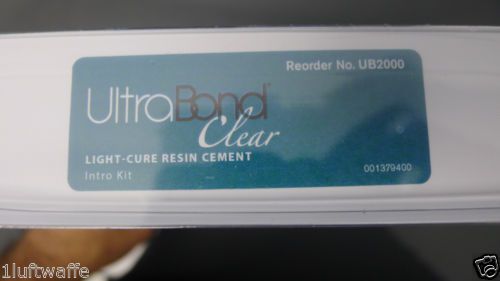 Reorder No. UB2000
UltraBond
Clear
LIGHT-CURE RESIN CEMENT
Intro Kit
001379400
1luftwaffe